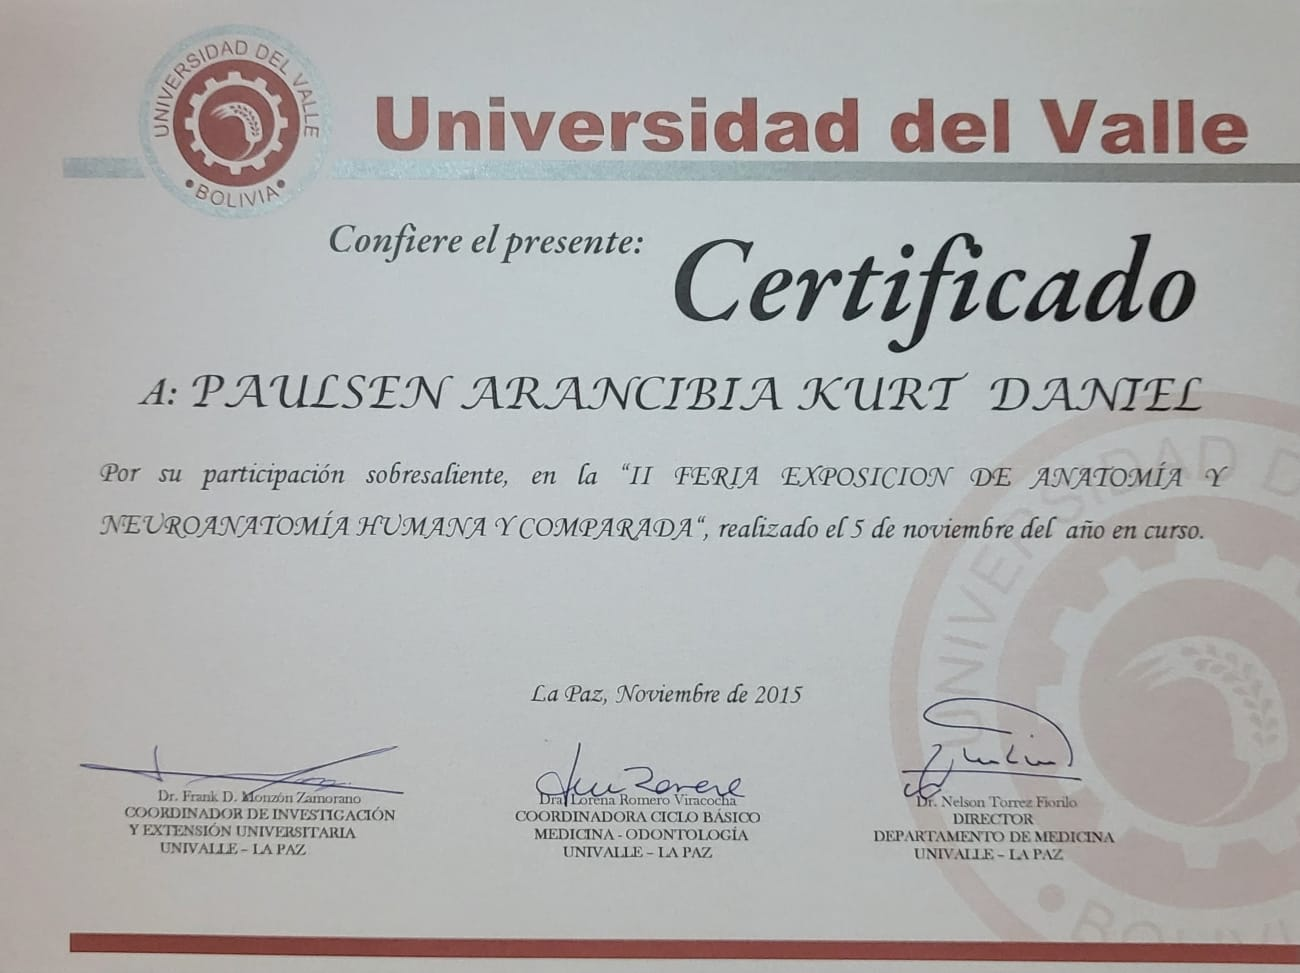 UNIVERSIDAD DEL VALLE
BOLIVIA
Universidad del Valle
Confiere el presente:
Certificado
A: PAULSEN ARANCIBIA KURT DANIEL
Por su participación sobresaliente, en la “II FERIA EXPOSICION DE ANATOMÍA Y
NEUROANATOMÍA HUMANA Y COMPARADA“, realizado el 5 de noviembre del año en curso.
La Paz, Noviembre de 2015
Dr. Frank D. Monzón Zamorano
COORDINADOR DE INVESTIGACIÓN
Y EXTENSIÓN UNIVERSITARIA
UNIVALLE – LA PAZ
Dra. Lorena Romero Viracocha
COORDINADORA CICLO BÁSICO
MEDICINA - ODONTOLOGÍA
UNIVALLE – LA PAZ
Dr. Nelson Torrez Fiorilo
DIRECTOR
DEPARTAMENTO DE MEDICINA
UNIVALLE – LA PAZ